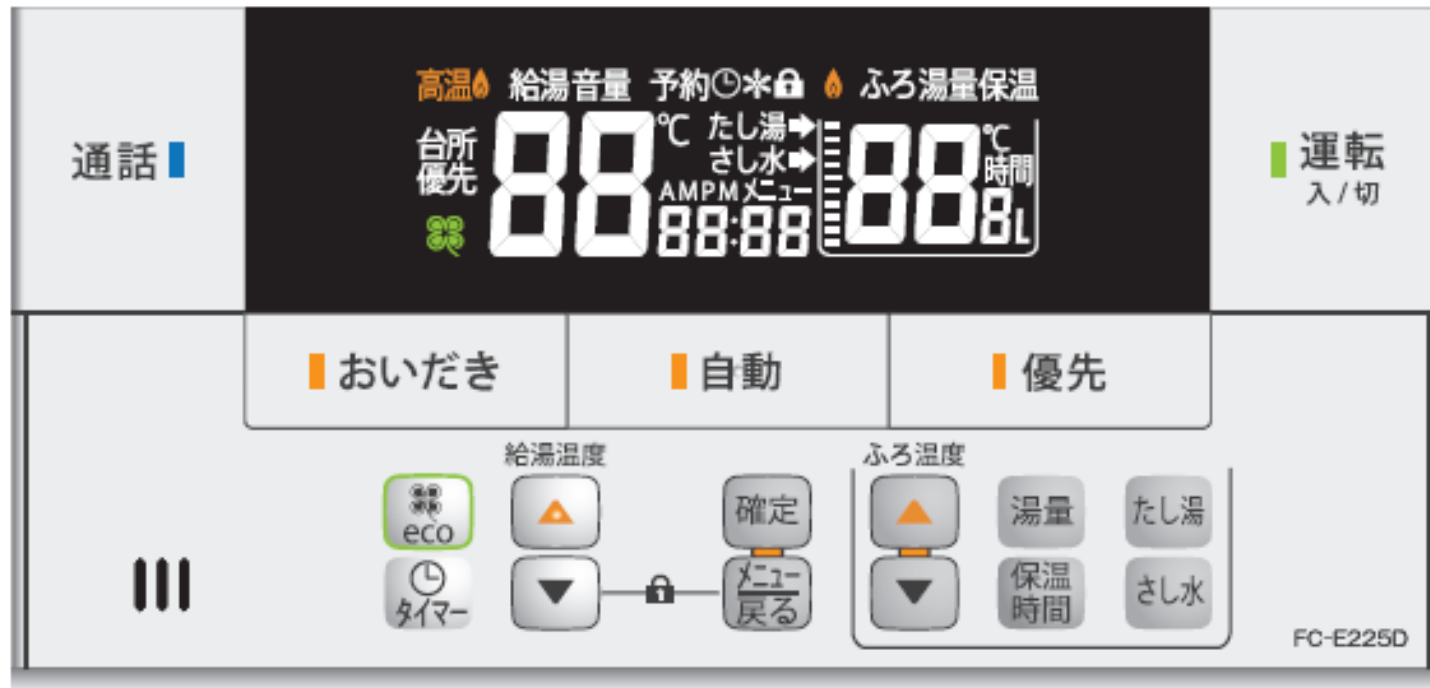 高温 給湯音量 予約 ふろ湯量保温
台所
優先
88℃
たし湯
さし水
AMPMメニュー
88:88
88℃
時間
8L
通話
運転
入/切
おいだき 自動 優先
給湯温度 ふろ温度
eco
確定
湯量
たし湯
タイマー
メニュー
戻る
保温
時間
さし水
FC-E225D